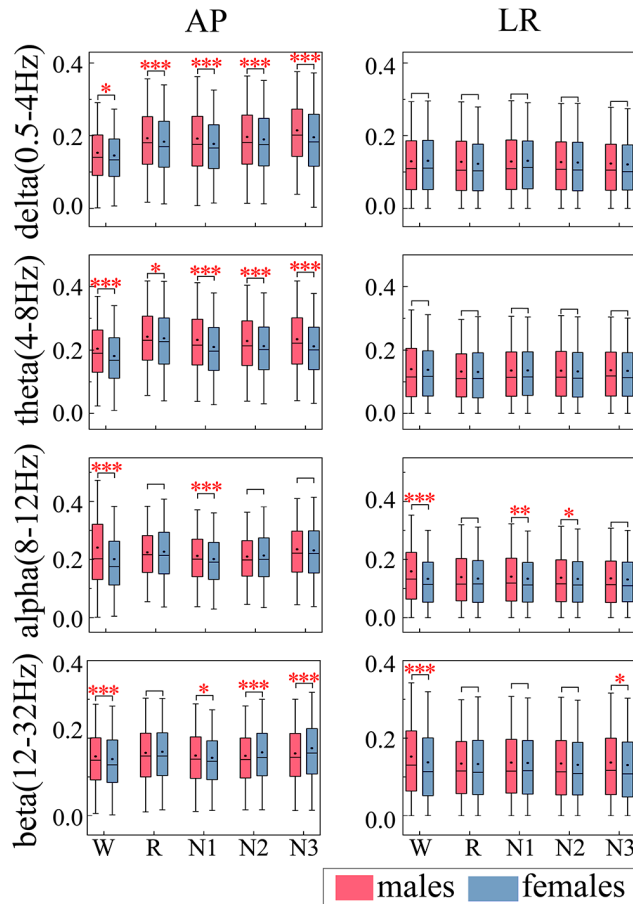 AP LR
delta(0.5-4Hz)
0.4 0.4
* *** *** *** ***
0.2 0.2
0.0 0.0
theta(4-8Hz)
0.4 0.4
*** * *** *** ***
0.2 0.2
0.0 0.0
alpha(8-12Hz)
*** *** *** ** *
0.4 0.4
0.2 0.2
0.0 0.0
beta(12-32Hz)
0.4 0.4
*** * *** *** *** *
0.2 0.2
0.0 0.0
W R N1 N2 N3 W R N1 N2 N3
males females